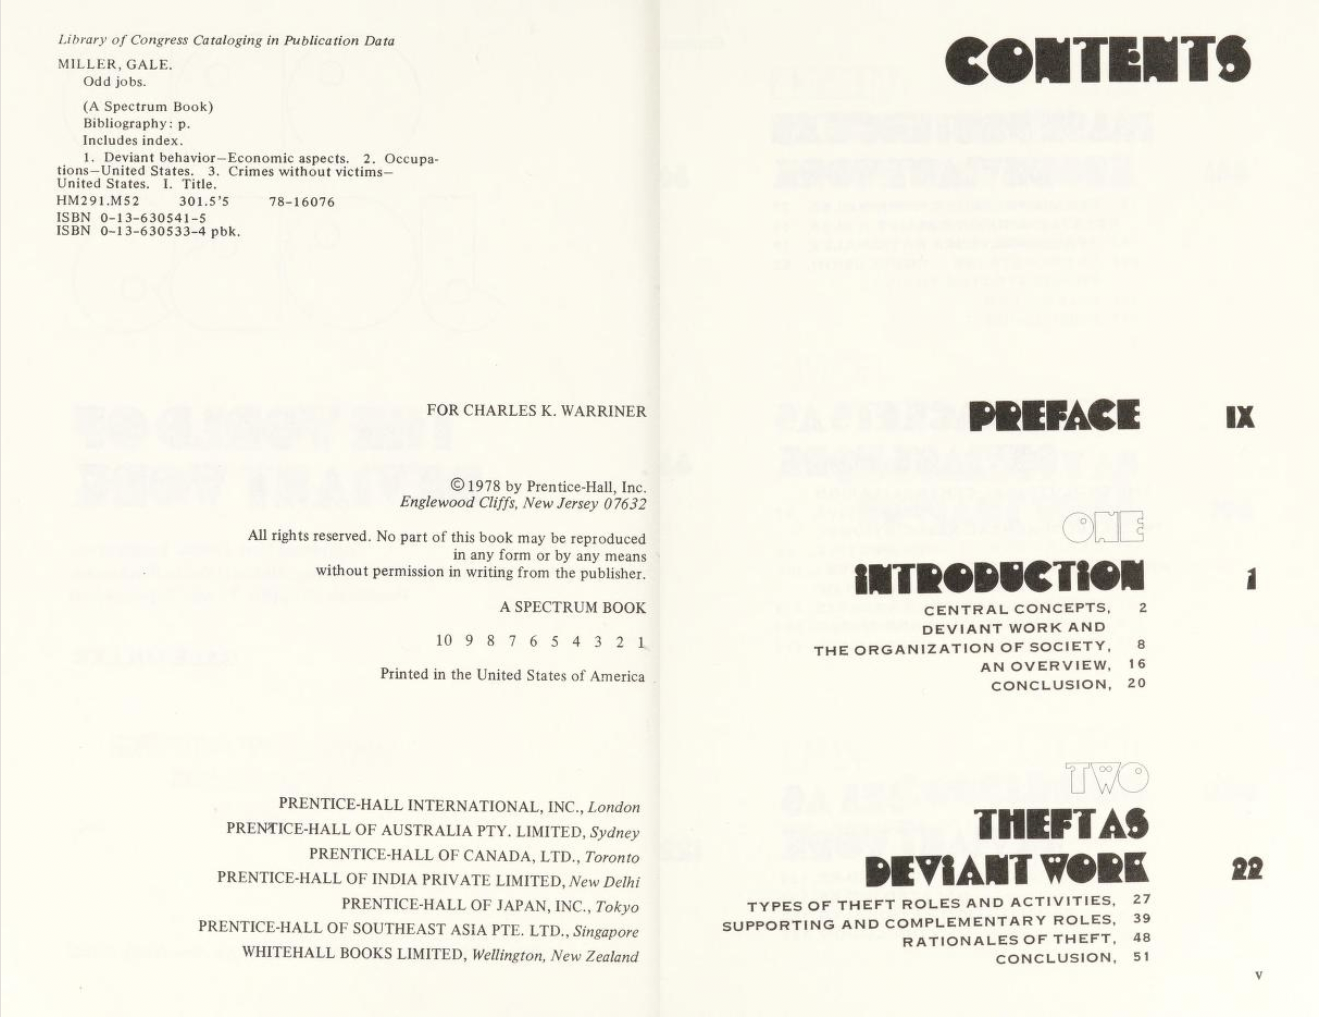 Library of Congress Cataloging in Publication Data
MILLER, GALE.
Odd jobs.
(A Spectrum Book)
Bibliography: p.
Includes index.
1. Deviant behavior—Economic aspects. 2. Occupa-
tions—United States. 3. Crimes without victims—
United States. I. Title.
HM291.M52 301.5'5 78-16076
ISBN 0-13-630541-5
ISBN 0-13-630533-4 pbk.
FOR CHARLES K. WARRINER
©1978 by Prentice-Hall, Inc.
Englewood Cliffs, New Jersey 07632
All rights reserved. No part of this book may be reproduced
in any form or by any means
without permission in writing from the publisher.
A SPECTRUM BOOK
10 9 8 7 6 5 4 3 2 1
Printed in the United States of America
PRENTICE-HALL INTERNATIONAL, INC., London
PRENTICE-HALL OF AUSTRALIA PTY. LIMITED, Sydney
PRENTICE-HALL OF CANADA, LTD., Toronto
PRENTICE-HALL OF INDIA PRIVATE LIMITED, New Delhi
PRENTICE-HALL OF JAPAN, INC., Tokyo
PRENTICE-HALL OF SOUTHEAST ASIA PTE. LTD., Singapore
WHITEHALL BOOKS LIMITED, Wellington, New Zealand
CONTENTS
PREFACE IX
ONE
INTRODUCTION 1
CENTRAL CONCEPTS, 2
DEVIANT WORK AND
THE ORGANIZATION OF SOCIETY, 8
AN OVERVIEW, 16
CONCLUSION, 20
TWO
THEFT AS
DEVIANT WORK 22
TYPES OF THEFT ROLES AND ACTIVITIES, 27
SUPPORTING AND COMPLEMENTARY ROLES, 39
RATIONALES OF THEFT, 48
CONCLUSION, 51
v